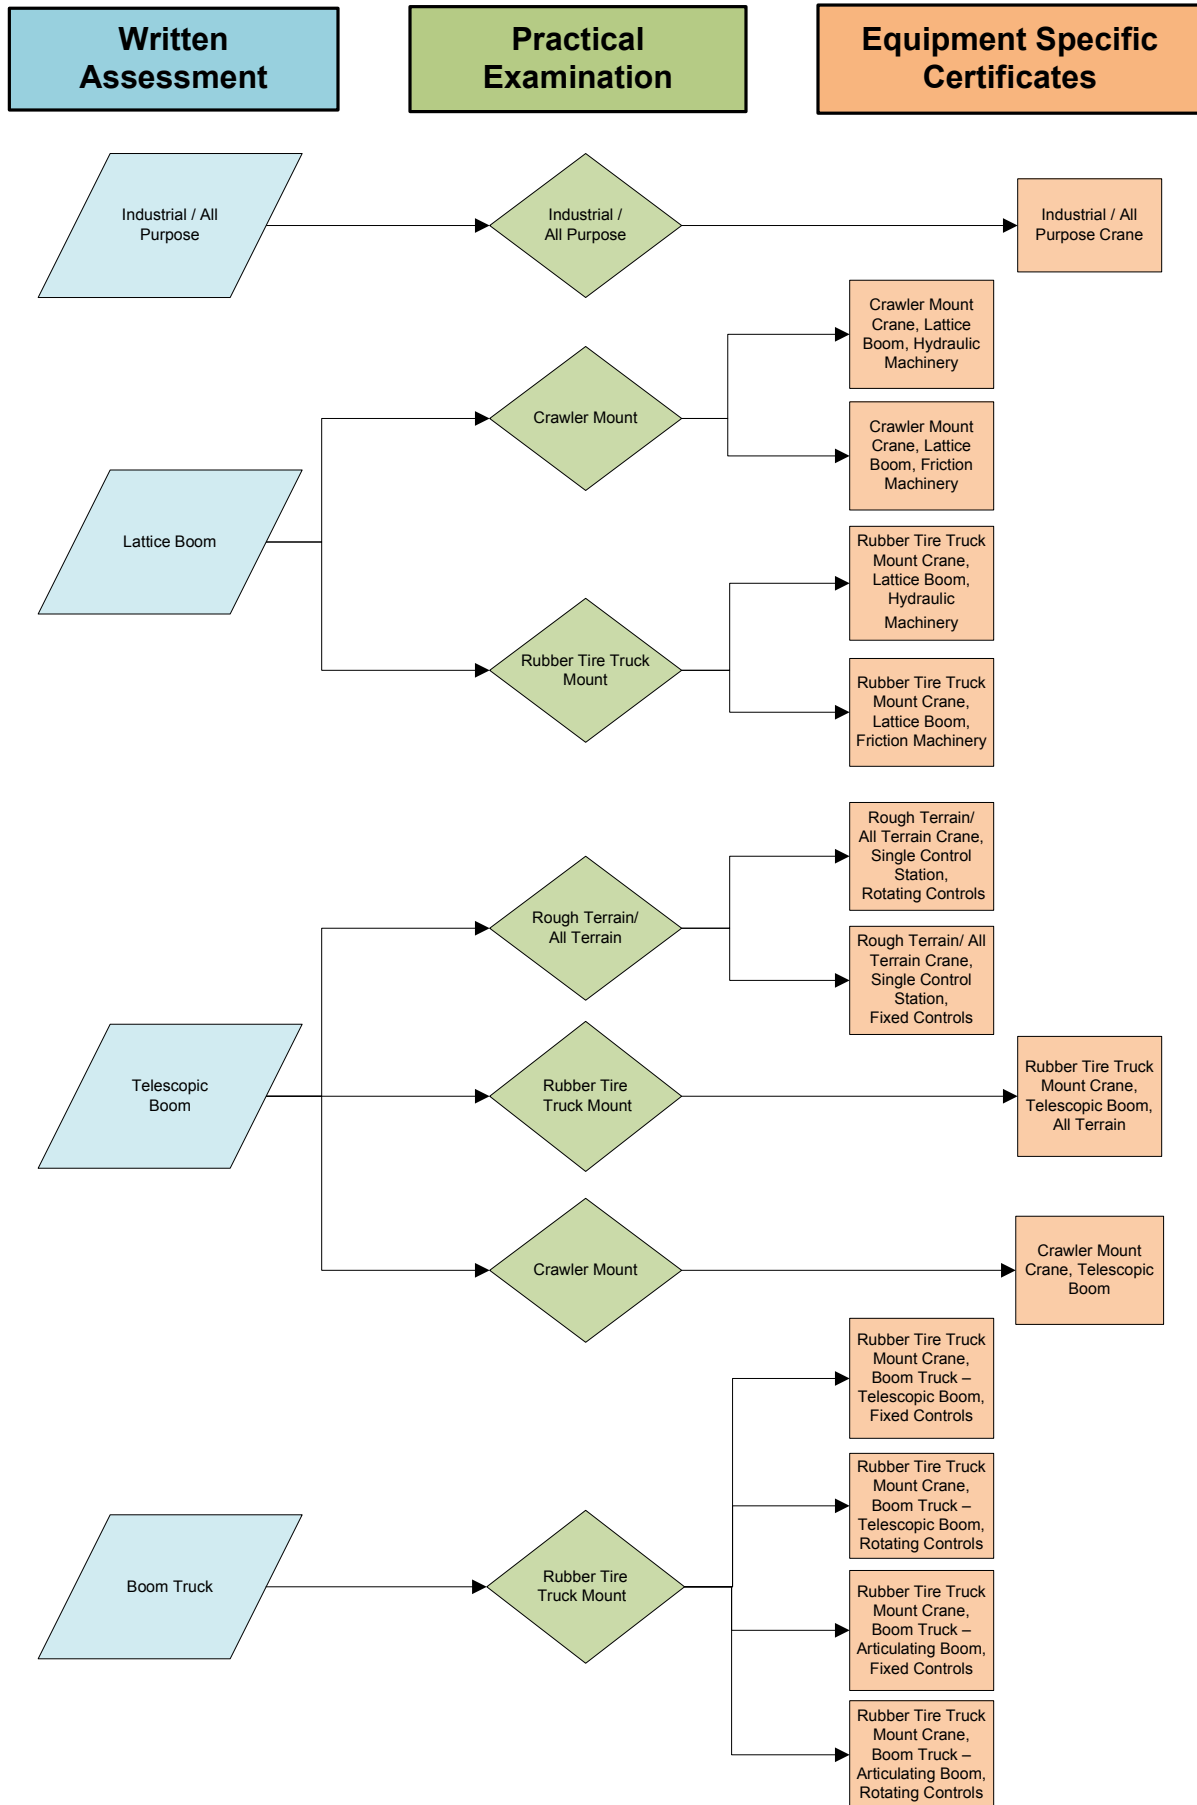 Written
Assessment
Practical
Examination
Equipment Specific
Certificates
Industrial / All
Purpose
Industrial /
All Purpose
Industrial / All
Purpose Crane
Lattice Boom
Crawler Mount
Crawler Mount
Crane, Lattice
Boom, Hydraulic
Machinery
Crawler Mount
Crane, Lattice
Boom, Friction
Machinery
Rubber Tire Truck
Mount
Rubber Tire Truck
Mount Crane,
Lattice Boom,
Hydraulic
Machinery
Rubber Tire Truck
Mount Crane,
Lattice Boom,
Friction Machinery
Telescopic
Boom
Rough Terrain/
All Terrain
Rough Terrain/
All Terrain Crane,
Single Control
Station,
Rotating Controls
Rough Terrain/ All
Terrain Crane,
Single Control
Station,
Fixed Controls
Rubber Tire
Truck Mount
Rubber Tire Truck
Mount Crane,
Telescopic Boom,
All Terrain
Crawler Mount
Crawler Mount
Crane, Telescopic
Boom
Boom Truck
Rubber Tire
Truck Mount
Rubber Tire Truck
Mount Crane,
Boom Truck –
Telescopic Boom,
Fixed Controls
Rubber Tire Truck
Mount Crane,
Boom Truck –
Telescopic Boom,
Rotating Controls
Rubber Tire Truck
Mount Crane,
Boom Truck –
Articulating Boom,
Fixed Controls
Rubber Tire Truck
Mount Crane,
Boom Truck –
Articulating Boom,
Rotating Controls